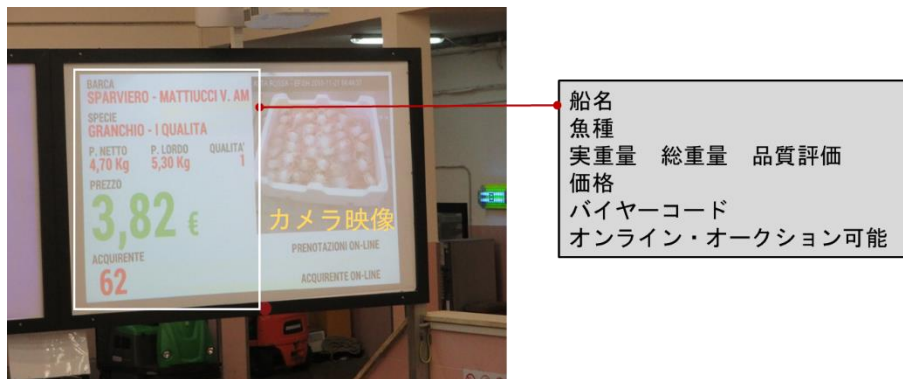 BARCA
SPARVIERO - MATTIUCCI V. AM
SPECIE
GRANCHIO - I QUALITA
P. NETTO P. LORDO QUALITA'
4,70 Kg 5,30 Kg 1
PREZZO
3,82 €
ACQUIRENTE
62
カメラ映像
PRENOTAZIONI ON-LINE
ACQUIRENTE ON-LINE
船名
魚種
実重量 総重量 品質評価
価格
バイヤーコード
オンライン・オークション可能